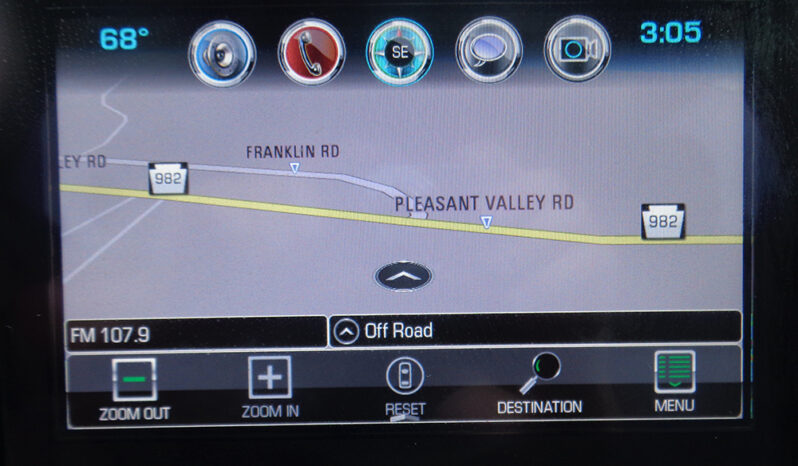 68°
SE
3:05
FRANKLIN RD
LEY RD
982
PLEASANT VALLEY RD
982
FM 107.9
Off Road
ZOOM OUT
ZOOM IN
RESET
DESTINATION
MENU